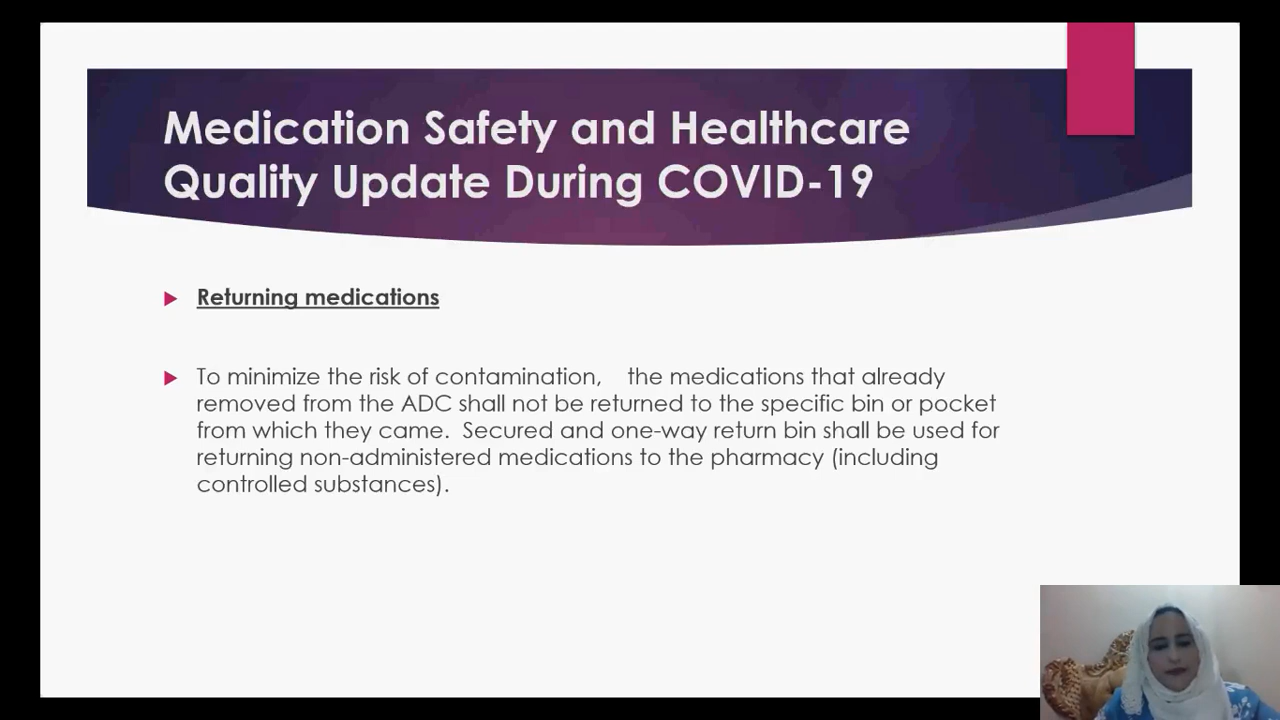 Medication Safety and Healthcare
Quality Update During COVID-19
Returning medications
To minimize the risk of contamination, the medications that already
removed from the ADC shall not be returned to the specific bin or pocket
from which they came. Secured and one-way return bin shall be used for
returning non-administered medications to the pharmacy (including
controlled substances).